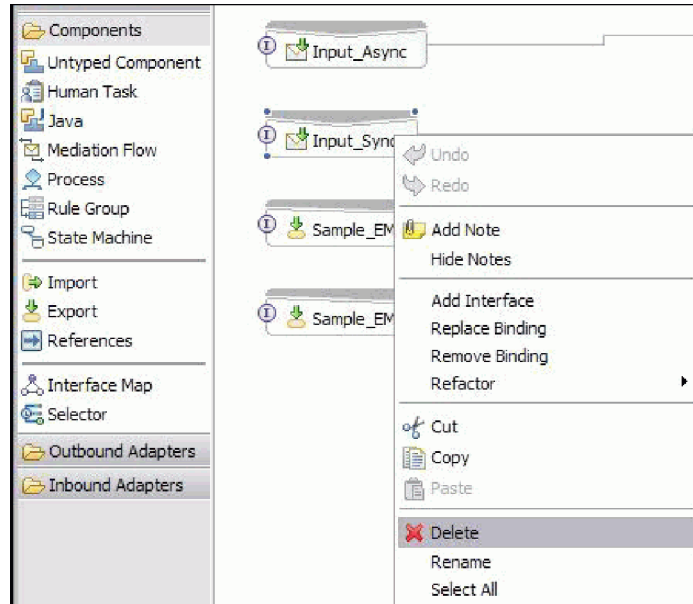 Components
Untyped Component
Human Task
Java
Mediation Flow
Process
Rule Group
State Machine
Import
Export
References
Interface Map
Selector
Outbound Adapters
Inbound Adapters
I Input_Async
I Input_Sync
I Sample_EM
I Sample_EM
Undo
Redo
Add Note
Hide Notes
Add Interface
Replace Binding
Remove Binding
Refactor
Cut
Copy
Paste
Delete
Rename
Select All